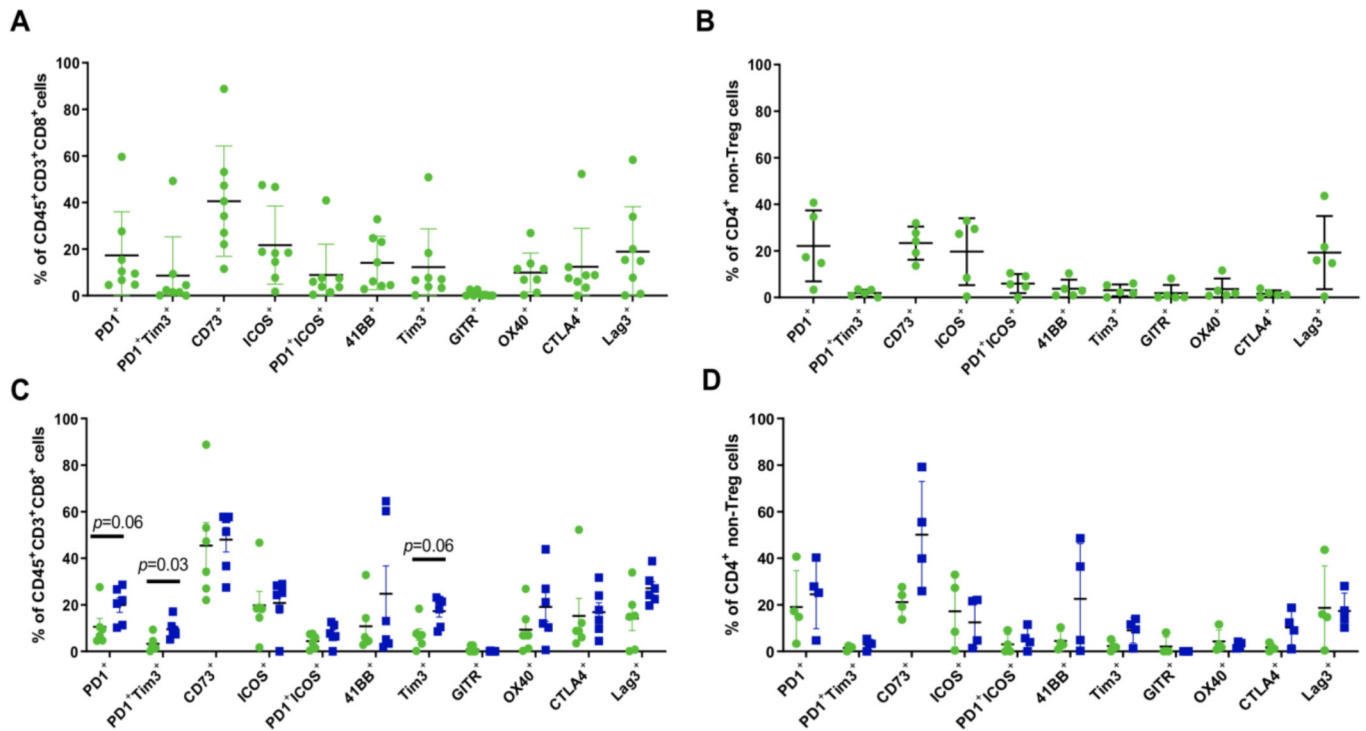 A
% of CD45⁺CD3⁺CD8⁺cells
100
80
60
40
20
0
PD1⁺
PD1⁺Tim3⁺
CD73⁺
ICOS⁺
PD1⁺ICOS⁺
41BB⁺
Tim3⁺
GITR⁺
OX40⁺
CTLA4⁺
Lag3⁺
B
% of CD4⁺ non-Treg cells
100
80
60
40
20
0
PD1⁺
PD1⁺Tim3⁺
CD73⁺
ICOS⁺
PD1⁺ICOS⁺
41BB⁺
Tim3⁺
GITR⁺
OX40⁺
CTLA4⁺
Lag3⁺
C
% of CD45⁺CD3⁺CD8⁺ cells
100
80
60
40
20
0
p=0.06
p=0.03
p=0.06
PD1⁺
PD1⁺Tim3⁺
CD73⁺
ICOS⁺
PD1⁺ICOS⁺
41BB⁺
Tim3⁺
GITR⁺
OX40⁺
CTLA4⁺
Lag3⁺
D
% of CD4⁺ non-Treg cells
100
80
60
40
20
0
PD1⁺
PD1⁺Tim3⁺
CD73⁺
ICOS⁺
PD1⁺ICOS⁺
41BB⁺
Tim3⁺
GITR⁺
OX40⁺
CTLA4⁺
Lag3⁺